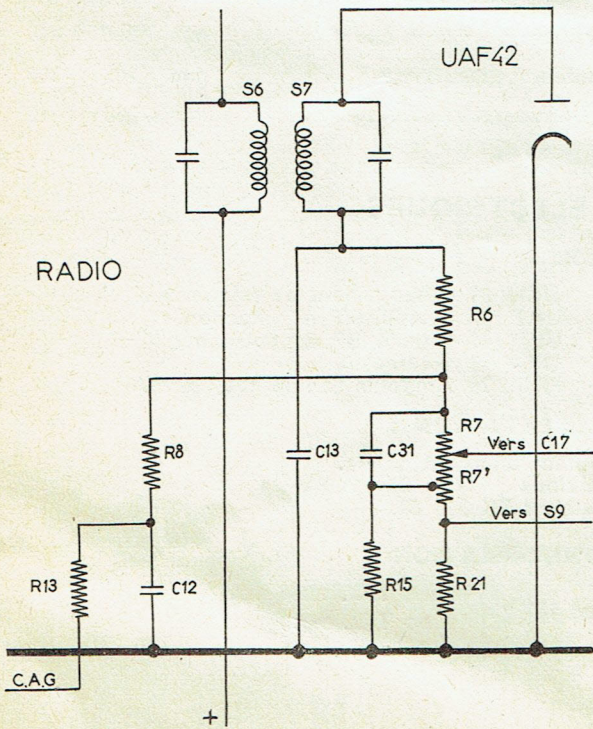 UAF42
S6
S7
RADIO
R6
R8
C13
C31
R7
R7'
Vers C17
Vers S9
R13
C12
R15
R21
C.A.G
+